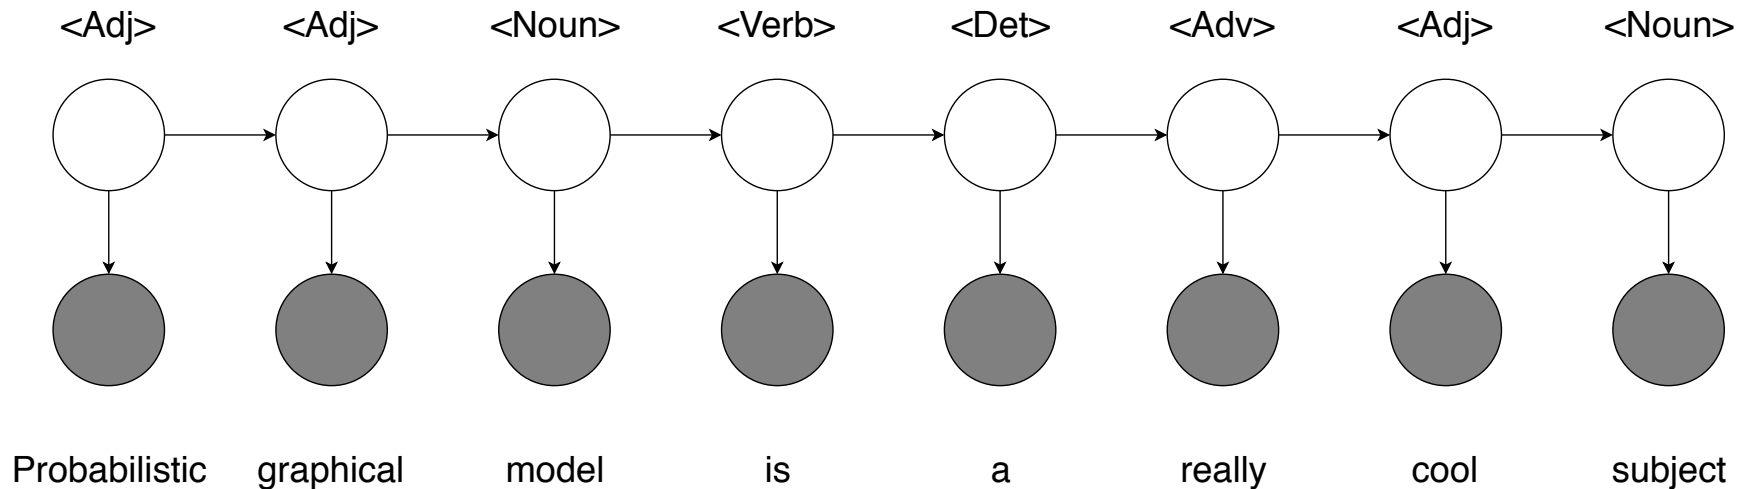 <Adj> <Adj> <Noun> <Verb> <Det> <Adv> <Adj> <Noun>
Probabilistic graphical model is a really cool subject